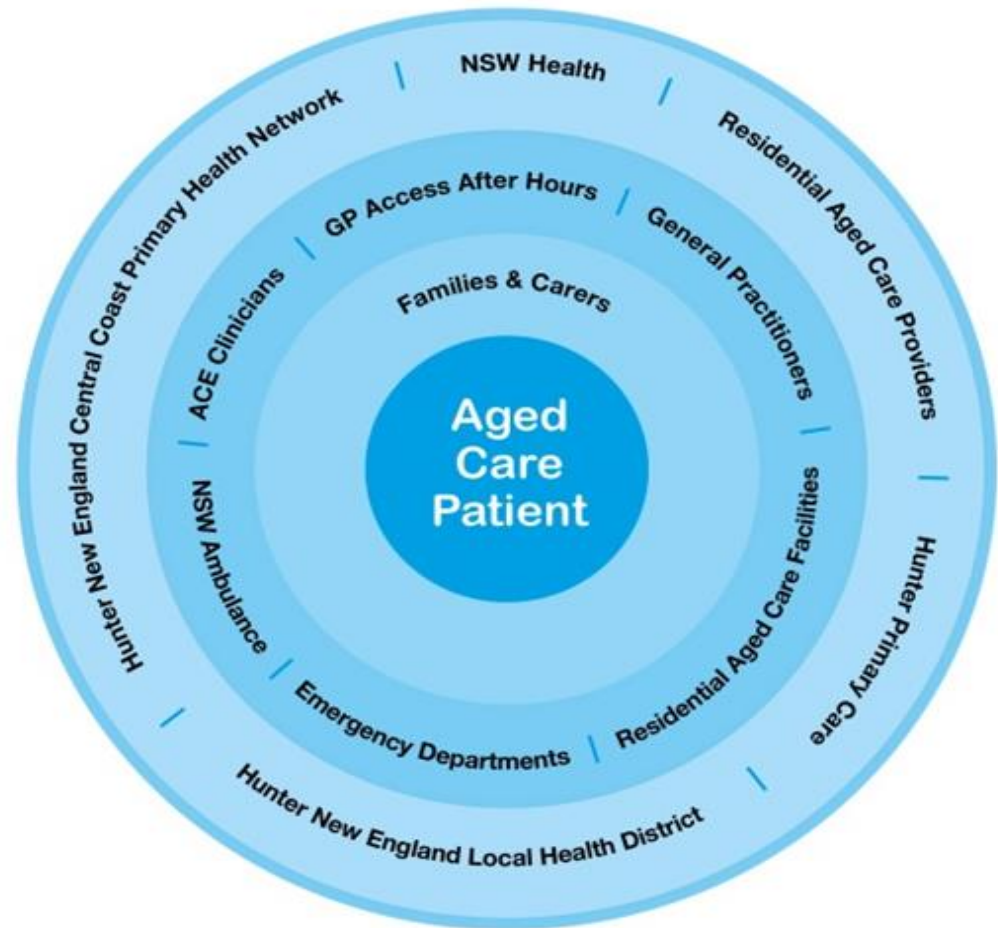 NSW Health
Residential Aged Care Providers
Hunter Primary Care
Hunter New England Local Health District
Hunter New England Central Coast Primary Health Network
GP Access After Hours
General Practitioners
Residential Aged Care Facilities
Emergency Departments
NSW Ambulance
ACE Clinicians
Families & Carers
Aged
Care
Patient